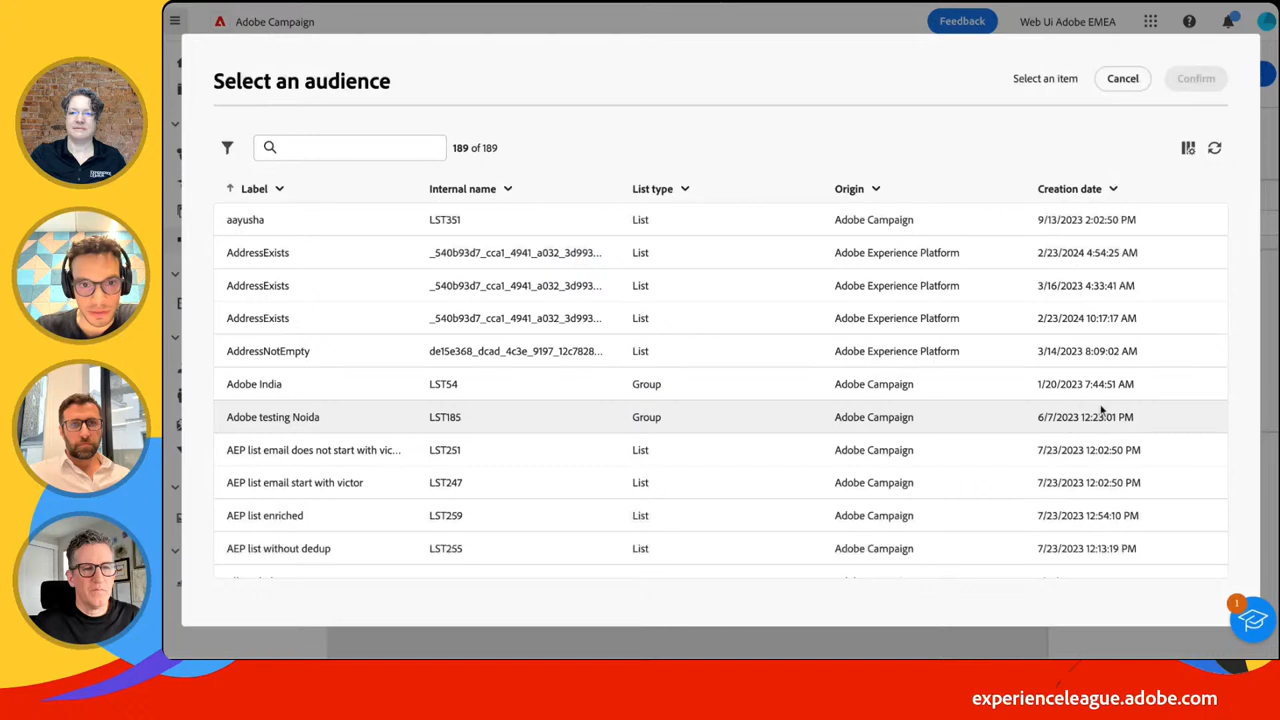 Adobe Campaign
Feedback
Web Ui Adobe EMEA
Select an audience
Select an item
Cancel
Confirm
189 of 189
Label Internal name List type Origin Creation date
aayusha LST351 List Adobe Campaign 9/13/2023 2:02:50 PM
AddressExists _540b93d7_cca1_4941_a032_3d993... List Adobe Experience Platform 2/23/2024 4:54:25 AM
AddressExists _540b93d7_cca1_4941_a032_3d993... List Adobe Experience Platform 3/16/2024 4:33:41 AM
AddressExists _540b93d7_cca1_4941_a032_3d993... List Adobe Experience Platform 2/23/2024 10:17:17 AM
AddressNotEmpty de15e368_dcad_4c3e_9197_12c7828... List Adobe Experience Platform 3/14/2023 8:09:02 AM
Adobe India LST54 Group Adobe Campaign 1/20/2023 7:44:51 AM
Adobe testing Noida LST185 Group Adobe Campaign 6/7/2023 12:23:01 PM
AEP list email does not start with vic... LST251 List Adobe Campaign 7/23/2023 12:02:50 PM
AEP list email start with victor LST247 List Adobe Campaign 7/23/2023 12:02:50 PM
AEP list enriched LST259 List Adobe Campaign 7/23/2023 12:54:10 PM
AEP list without dedup LST255 List Adobe Campaign 7/23/2023 12:13:19 PM
1
experienceleague.adobe.com